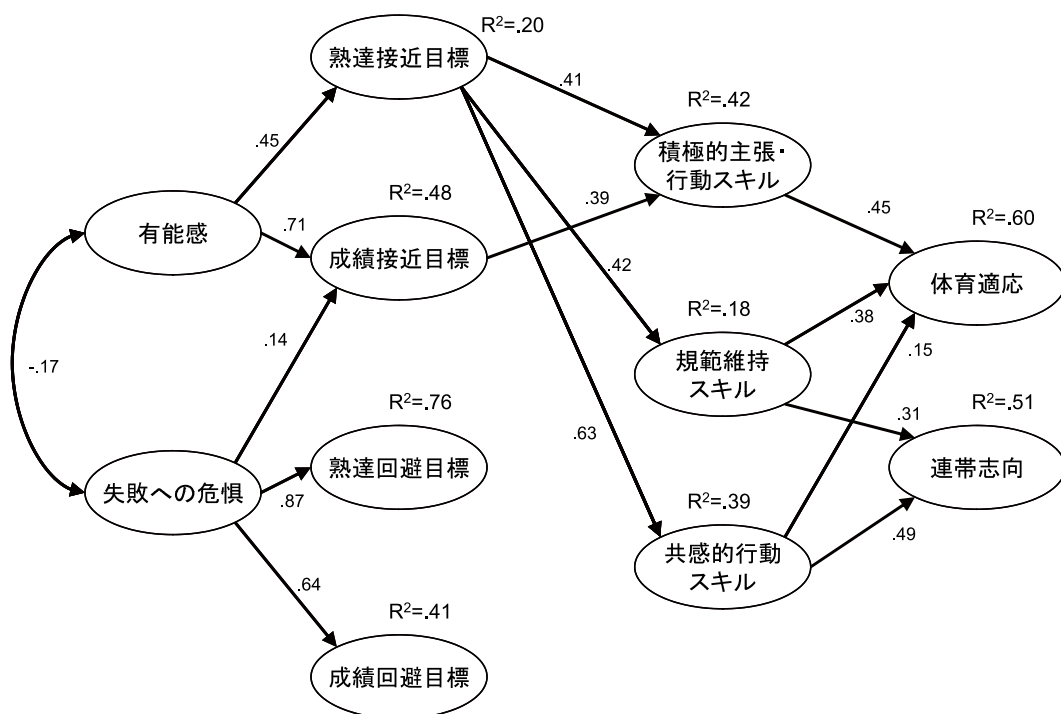 R²=.20
熟達接近目標
.41
R²=.42
積極的主張・
行動スキル
.45
.45
有能感
.71
R²=.48
成績接近目標
.39
R²=.60
体育適応
.42
R²=.18
規範維持
スキル
.38
.15
-.17
.14
R²=.76
熟達回避目標
.63
.31
R²=.51
連帯志向
失敗への危惧
.87
R²=.39
共感的行動
スキル
.49
.64
R²=.41
成績回避目標